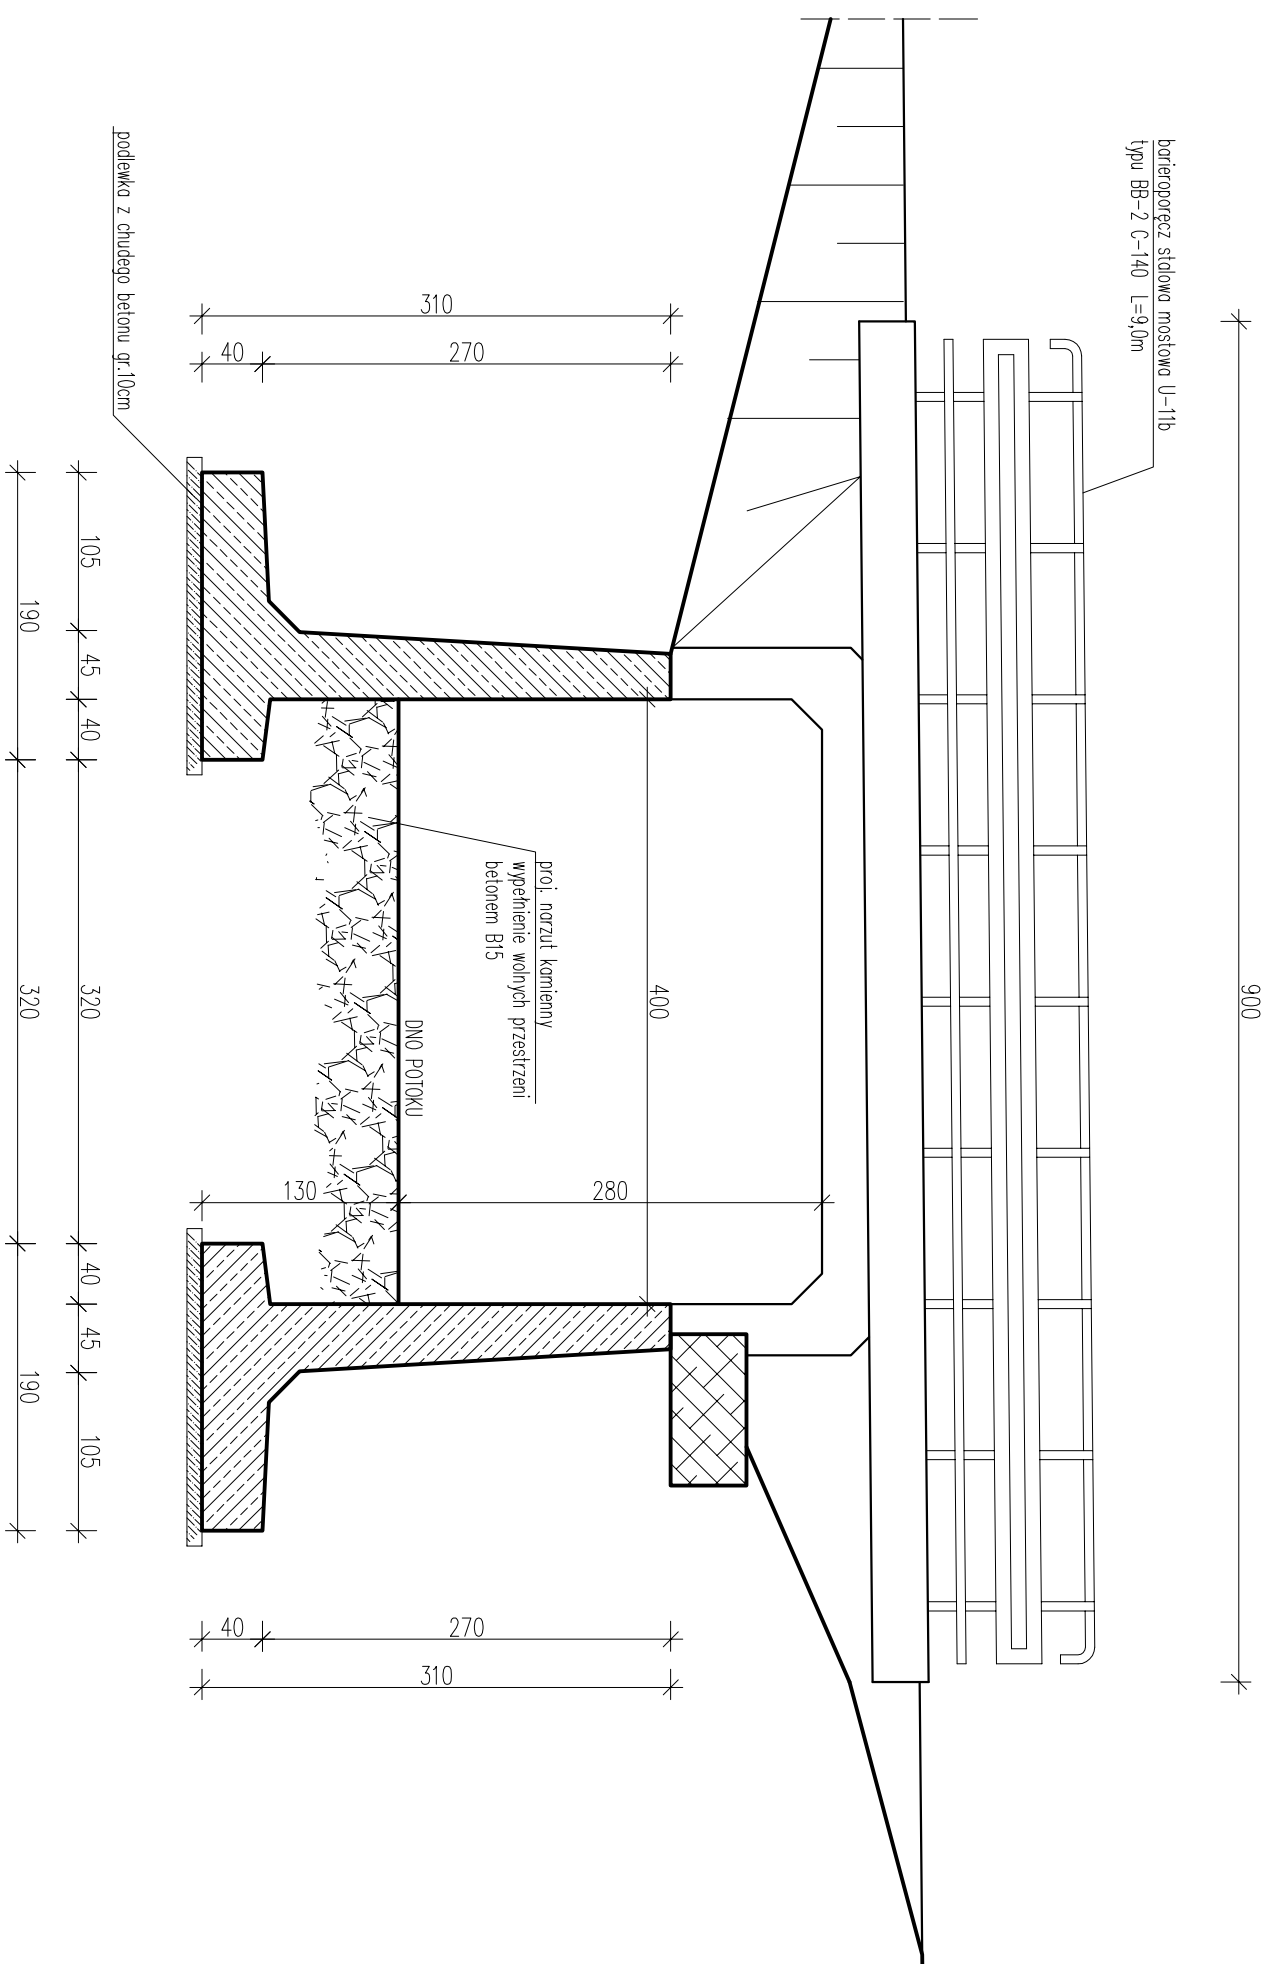 900
barieroporęcz stalowa mostowa U-11b
typu BB-2 C-140 L=9,0m
400
proj. narzut kamienny
wypełnienie wolnych przestrzeni
betonem B15
DNO POTOKU
280
130
310
270
40
270
40
310
podlewka z chudego betonu gr.10cm
105
45
40
320
40
45
105
190
320
190